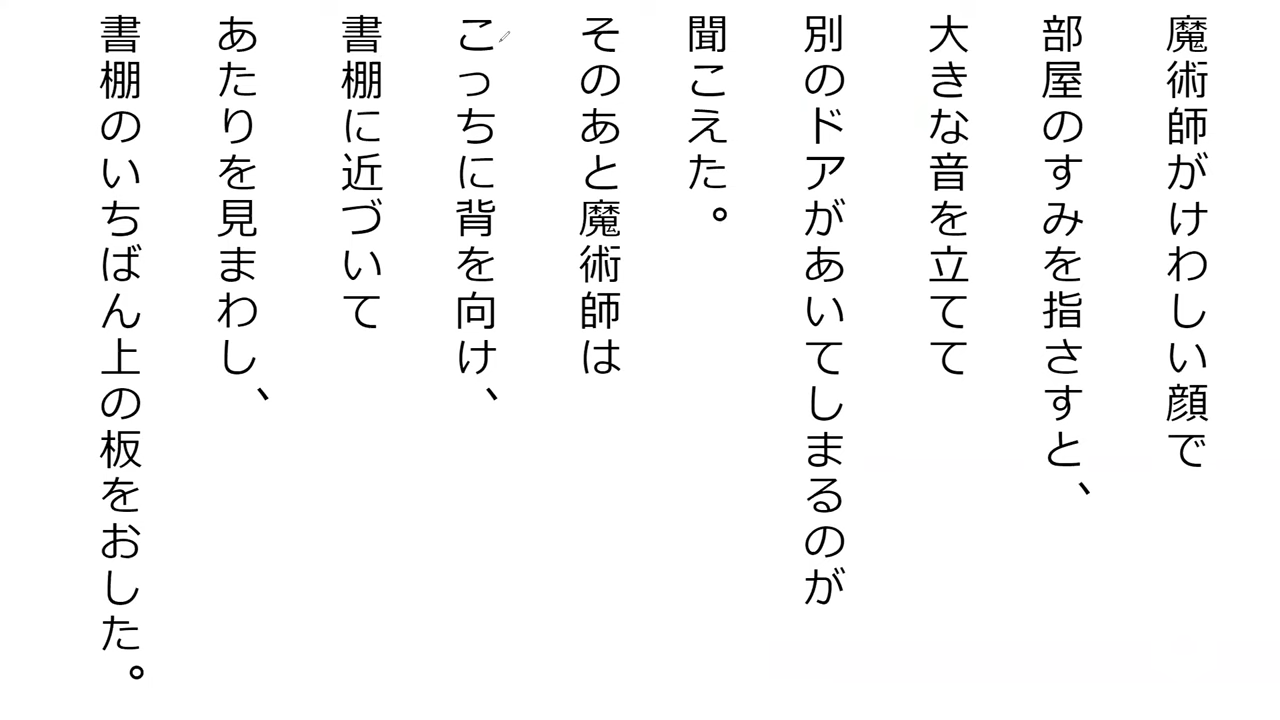 魔術師がけわしい顔で
部屋のすみを指さすと、
大きな音を立てて
別のドアがあいてしまるのが
聞こえた。
そのあと魔術師は
こっちに背を向け、
書棚に近づいて
あたりを見まわし、
書棚のいちばん上の板をおした。